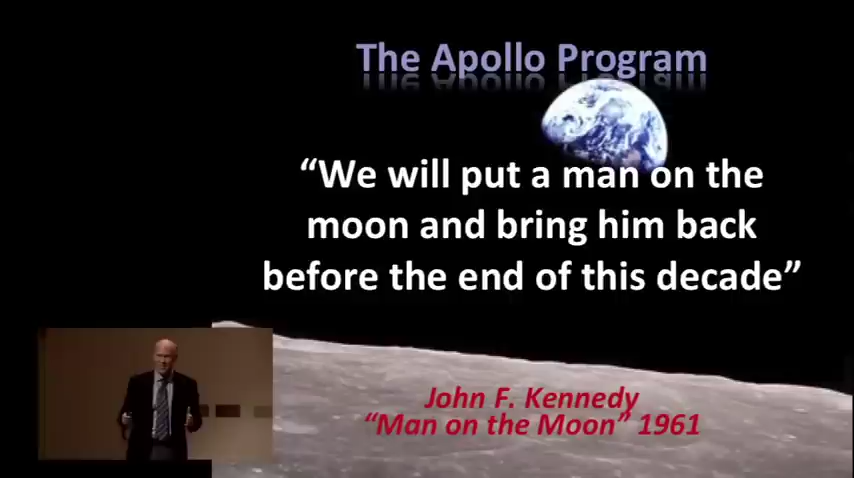 The Apollo Program
“We will put a man on the
moon and bring him back
before the end of this decade”
John F. Kennedy
“Man on the Moon” 1961